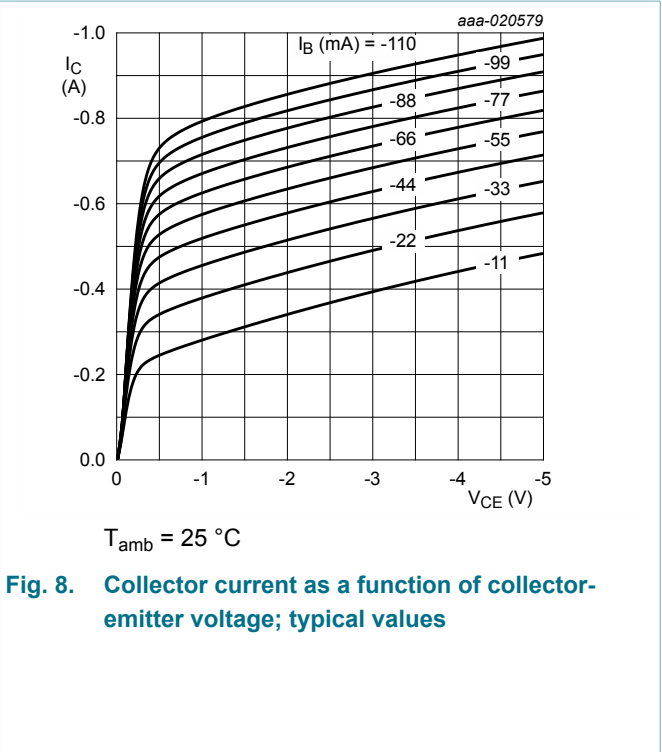 aaa-020579
-1.0
I_C
(A)
I_B (mA) = -110
-99
-88
-77
-0.8
-66
-55
-0.6
-44
-33
-22
-11
-0.4
-0.2
0.0
0 -1 -2 -3 -4 -5
V_CE (V)
T_amb = 25 °C
Fig. 8. Collector current as a function of collector-
emitter voltage; typical values